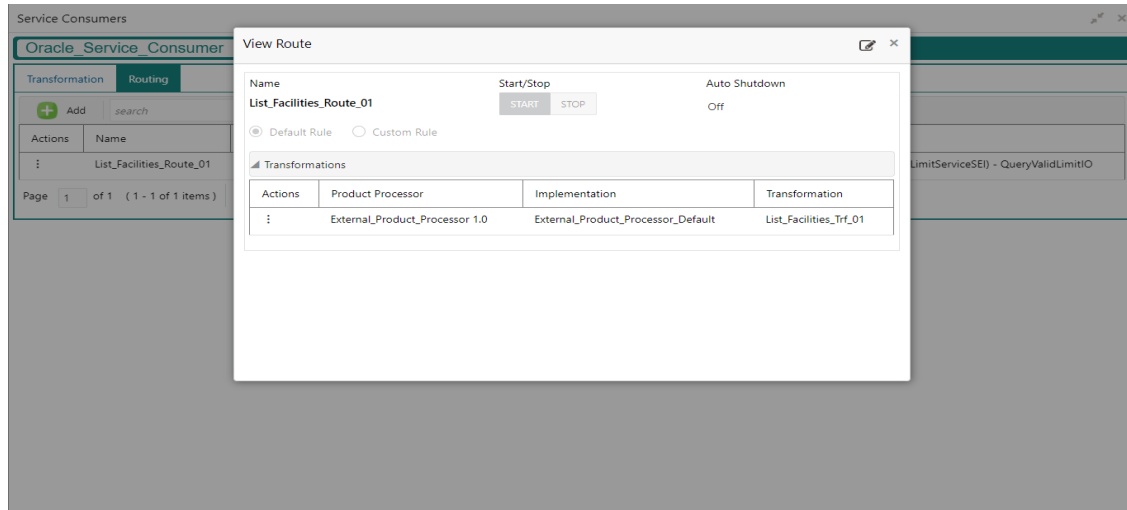 Service Consumers
Oracle_Service_Consumer
Transformation Routing
Add search
Actions Name
List_Facilities_Route_01 LimitServiceSEI) - QueryValidLimitIO
Page 1 of 1 ( 1 - 1 of 1 items )
View Route
Name Start/Stop Auto Shutdown
List_Facilities_Route_01 START STOP Off
Default Rule Custom Rule
Transformations
Actions Product Processor Implementation Transformation
External_Product_Processor 1.0 External_Product_Processor_Default List_Facilities_Trf_01